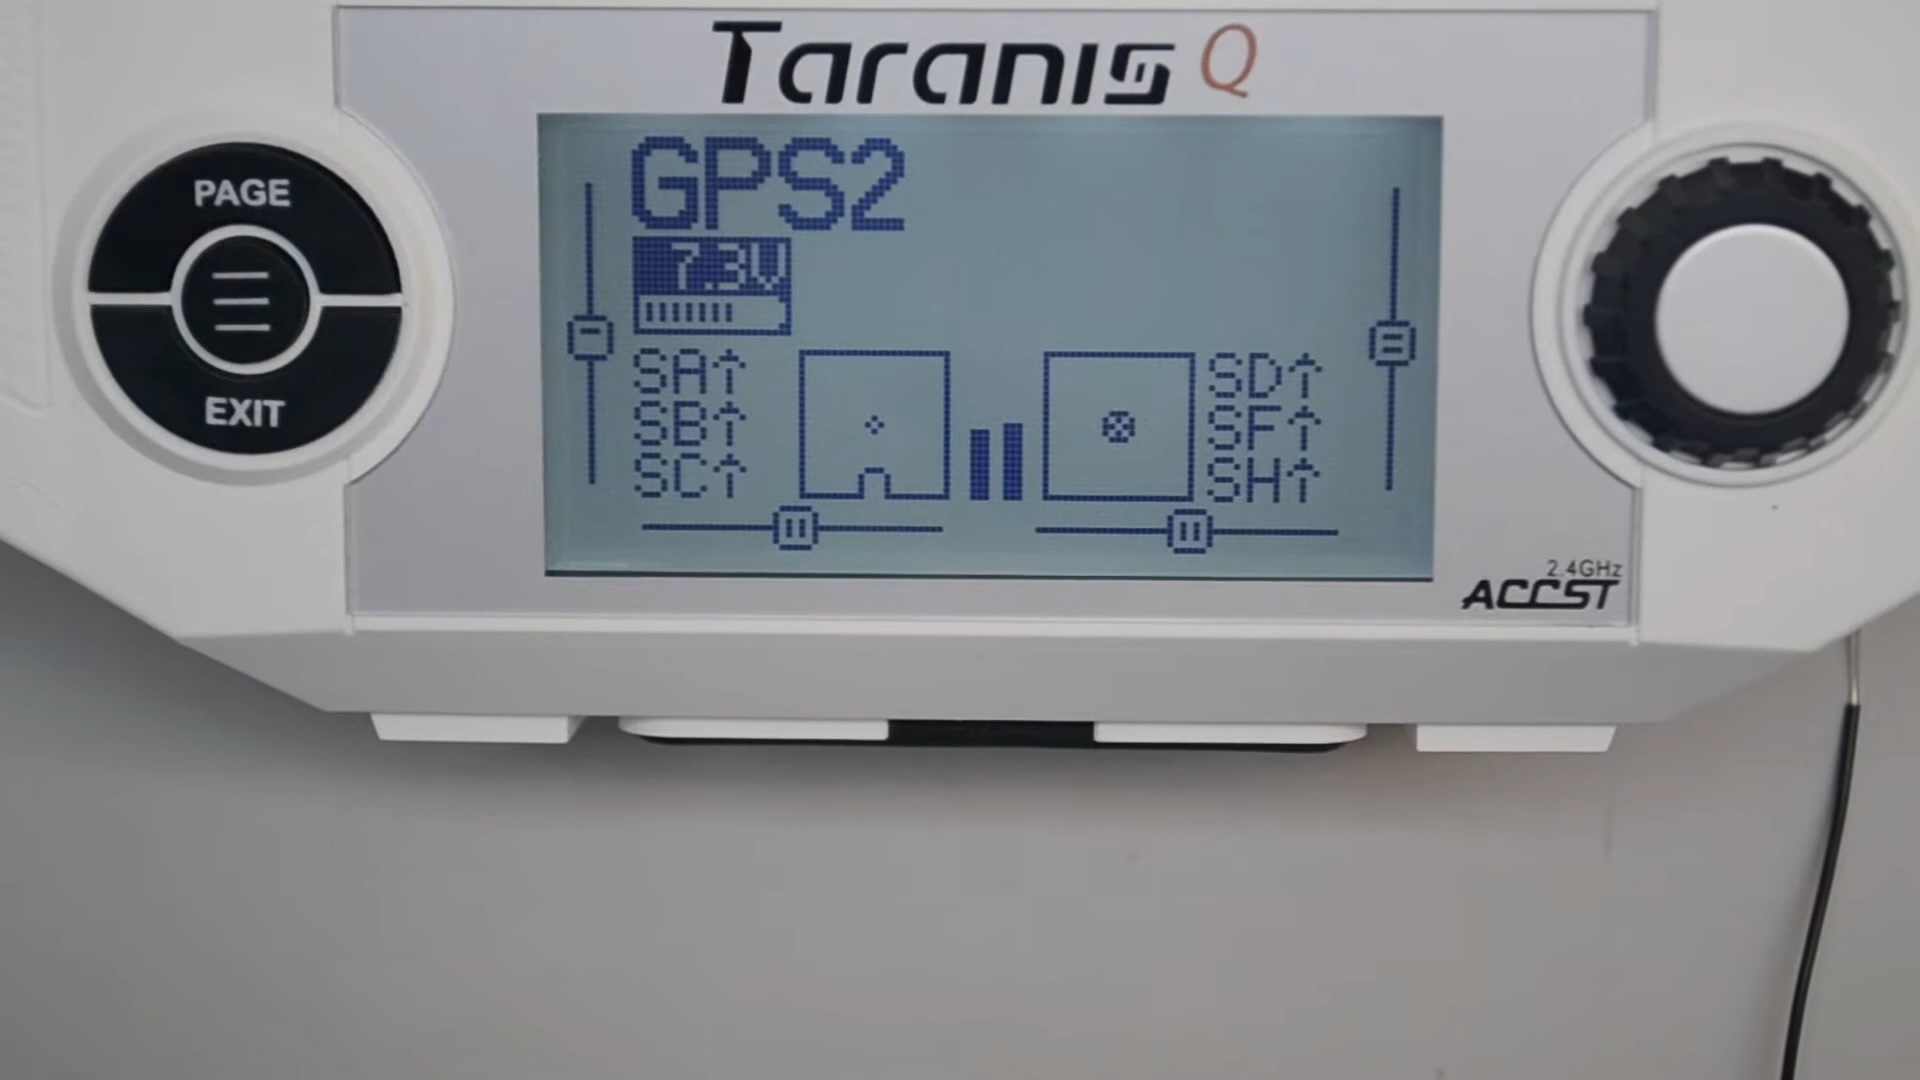 Taranis Q
PAGE
EXIT
GPS2
7.3V
SA↑
SB↑
SC↑
SD↑
SF↑
SH↑
2.4GHz
ACCST